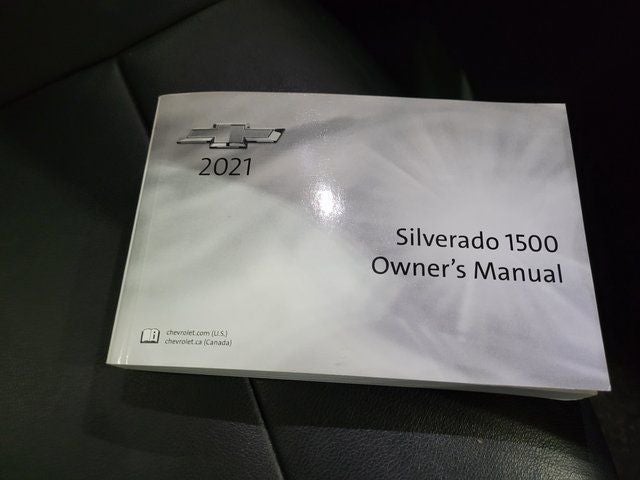 2021
Silverado 1500
Owner's Manual
chevrolet.com (U.S.)
chevrolet.ca (Canada)